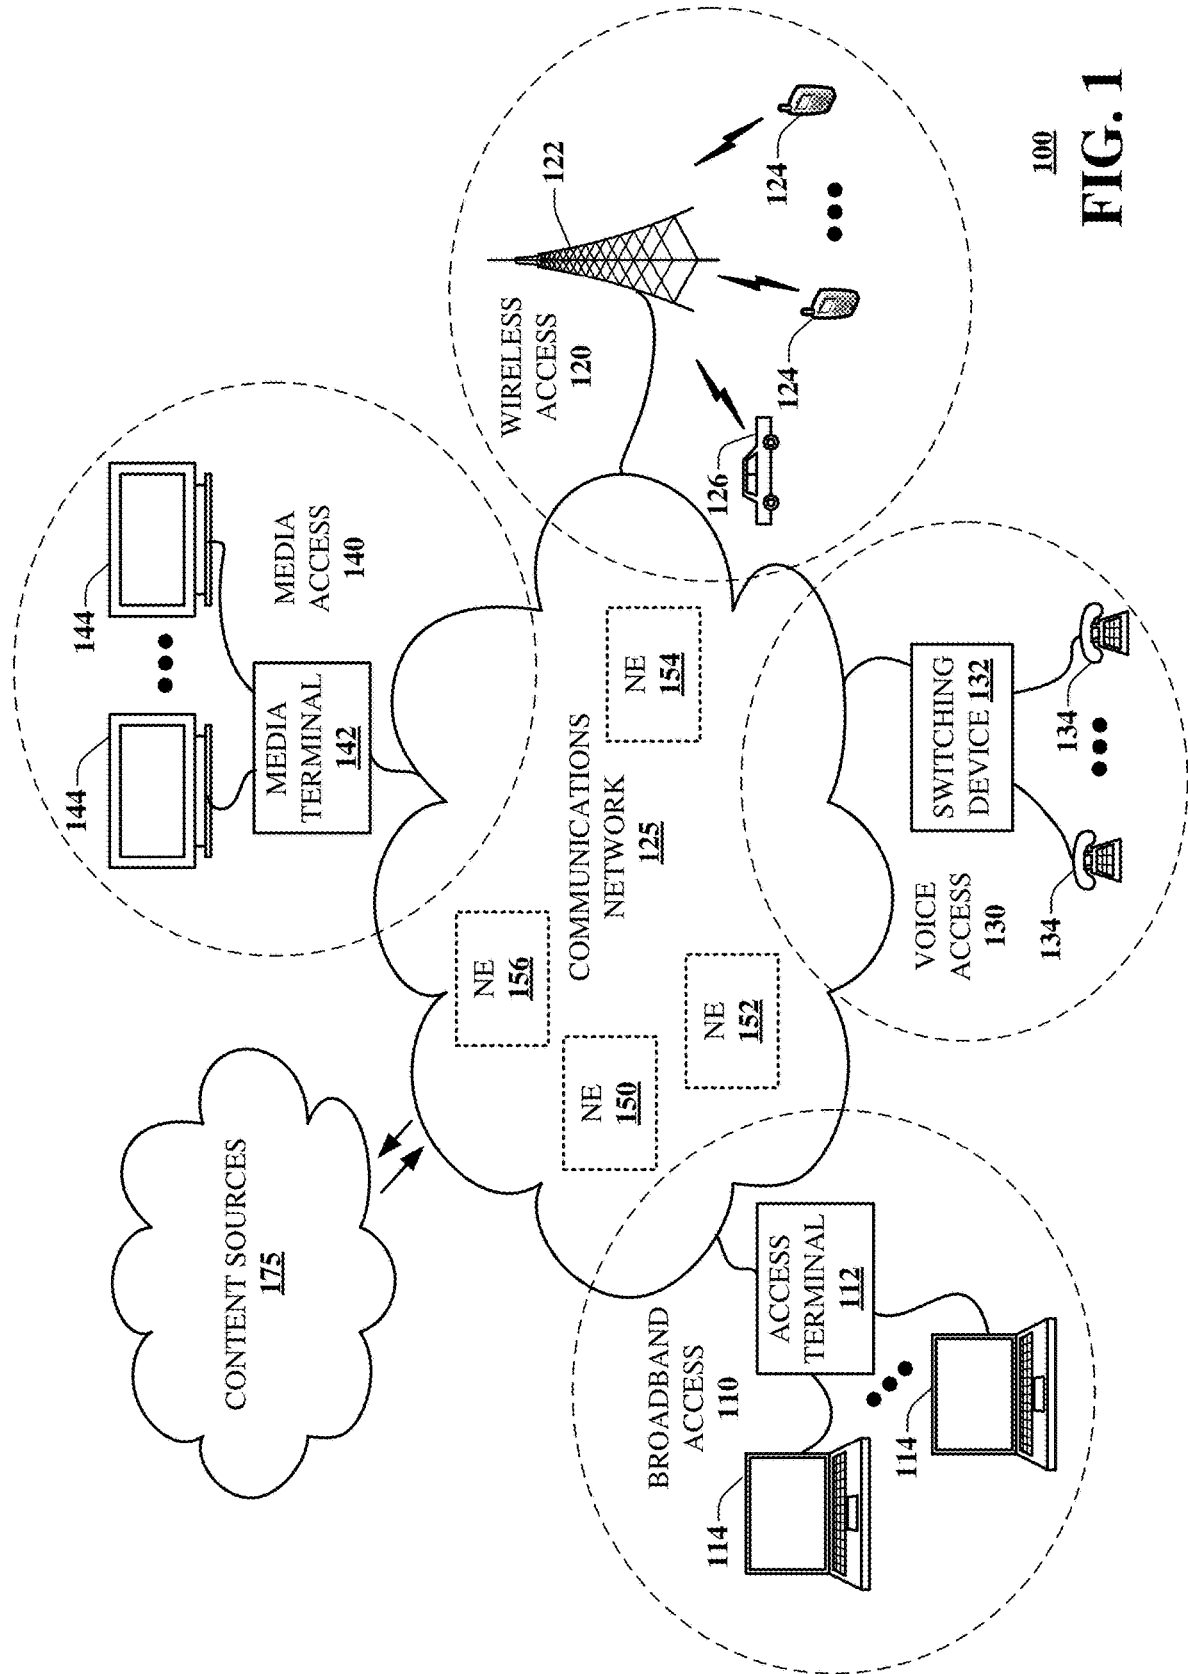 CONTENT SOURCES
175
144
144
MEDIA
TERMINAL
142
MEDIA
ACCESS
140
WIRELESS
ACCESS
120
122
124
124
126
COMMUNICATIONS
NETWORK
125
NE
156
NE
150
NE
152
NE
154
BROADBAND
ACCESS
110
ACCESS
TERMINAL
112
114
114
VOICE
ACCESS
130
SWITCHING
DEVICE 132
134
134
100
FIG. 1